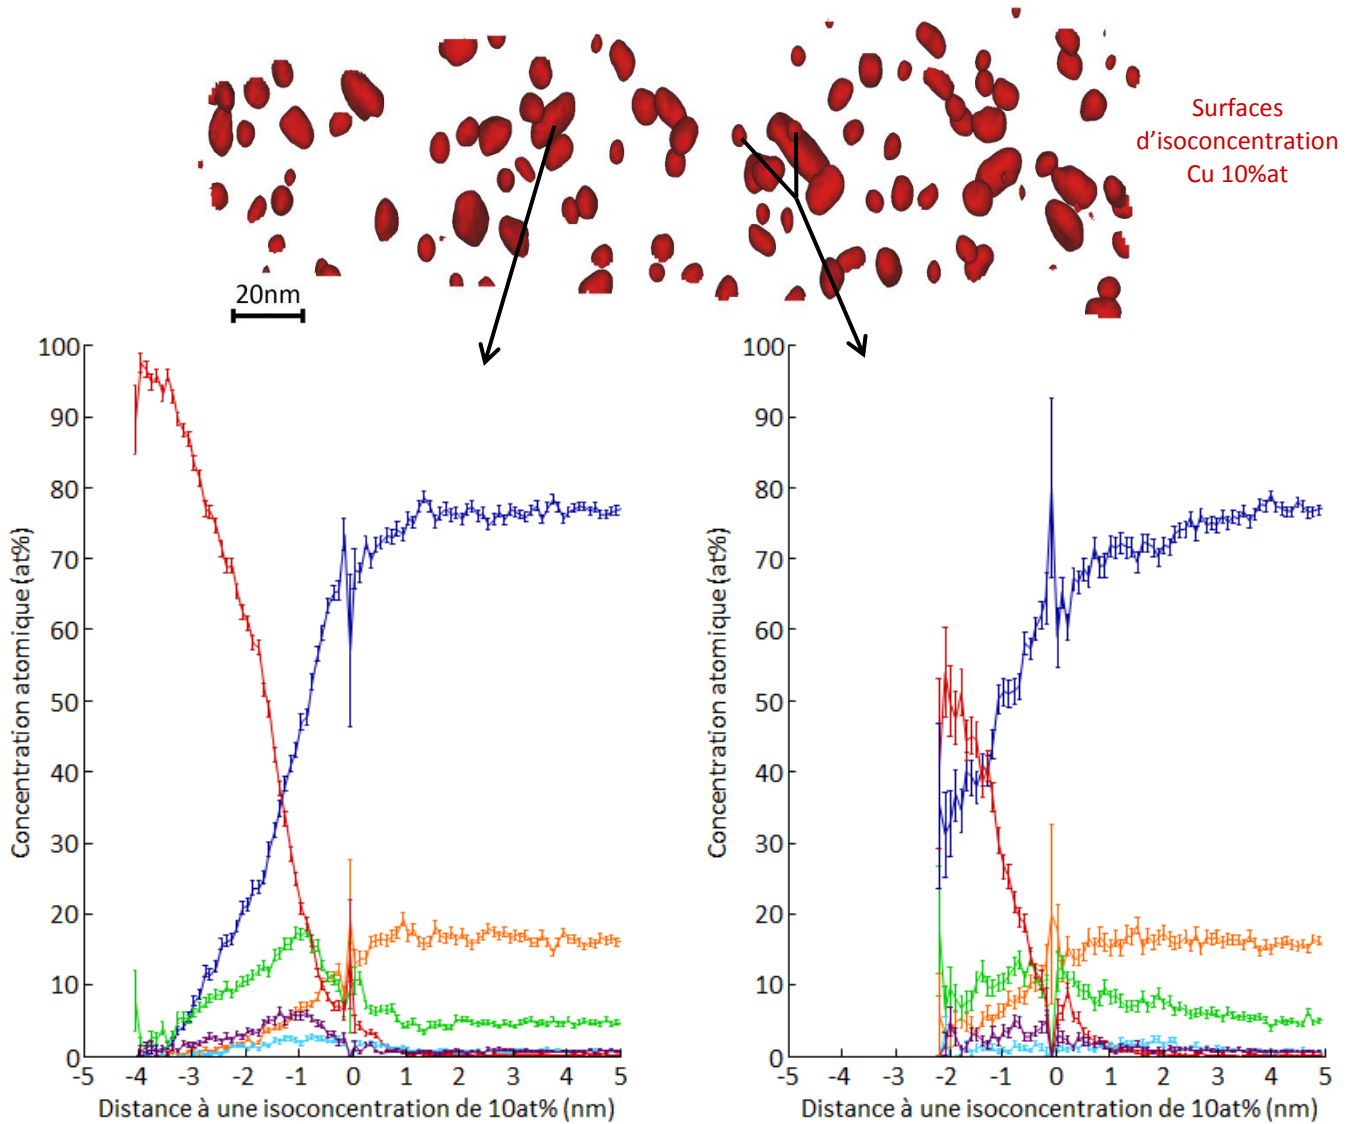 Surfaces
d'isoconcentration
Cu 10%at
20nm
100
90
80
70
60
50
40
30
20
10
0
Concentration atomique (at%)
-5 -4 -3 -2 -1 0 1 2 3 4 5
Distance à une isoconcentration de 10at% (nm)
100
90
80
70
60
50
40
30
20
10
0
Concentration atomique (at%)
-5 -4 -3 -2 -1 0 1 2 3 4 5
Distance à une isoconcentration de 10at% (nm)